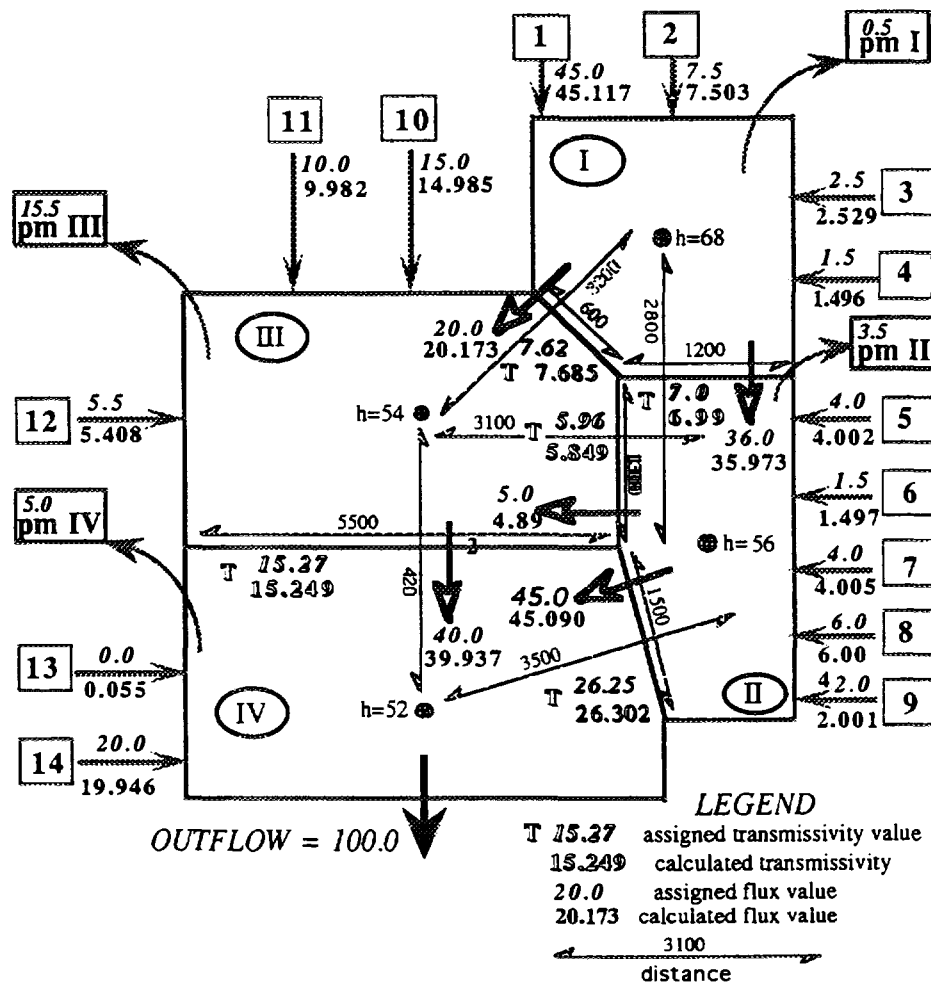 1
2
0.5
pm I
45.0
45.117
7.5
7.503
11
10
I
10.0
9.982
15.0
14.985
2.5
2.529
3
15.5
pm III
h=68
1.5
1.496
4
III
3200
600
2800
20.0
20.173
7.62
T 7.685
1200
3.5
pm II
12
5.5
5.408
h=54
3100
T 5.96
5.849
T 7.0
6.99
36.0
35.973
4.0
4.002
5
5.0
pm IV
5.0
4.89
1.5
1.497
6
5500
h=56
T 15.27
15.249
420
45.0
45.090
1500
4.0
4.005
7
40.0
39.937
3500
6.0
6.00
8
13
0.0
0.055
IV
h=52
T 26.25
26.302
II
2.0
2.001
9
14
20.0
19.946
OUTFLOW = 100.0
LEGEND
T 15.27 assigned transmissivity value
15.249 calculated transmissivity
20.0 assigned flux value
20.173 calculated flux value
3100
distance